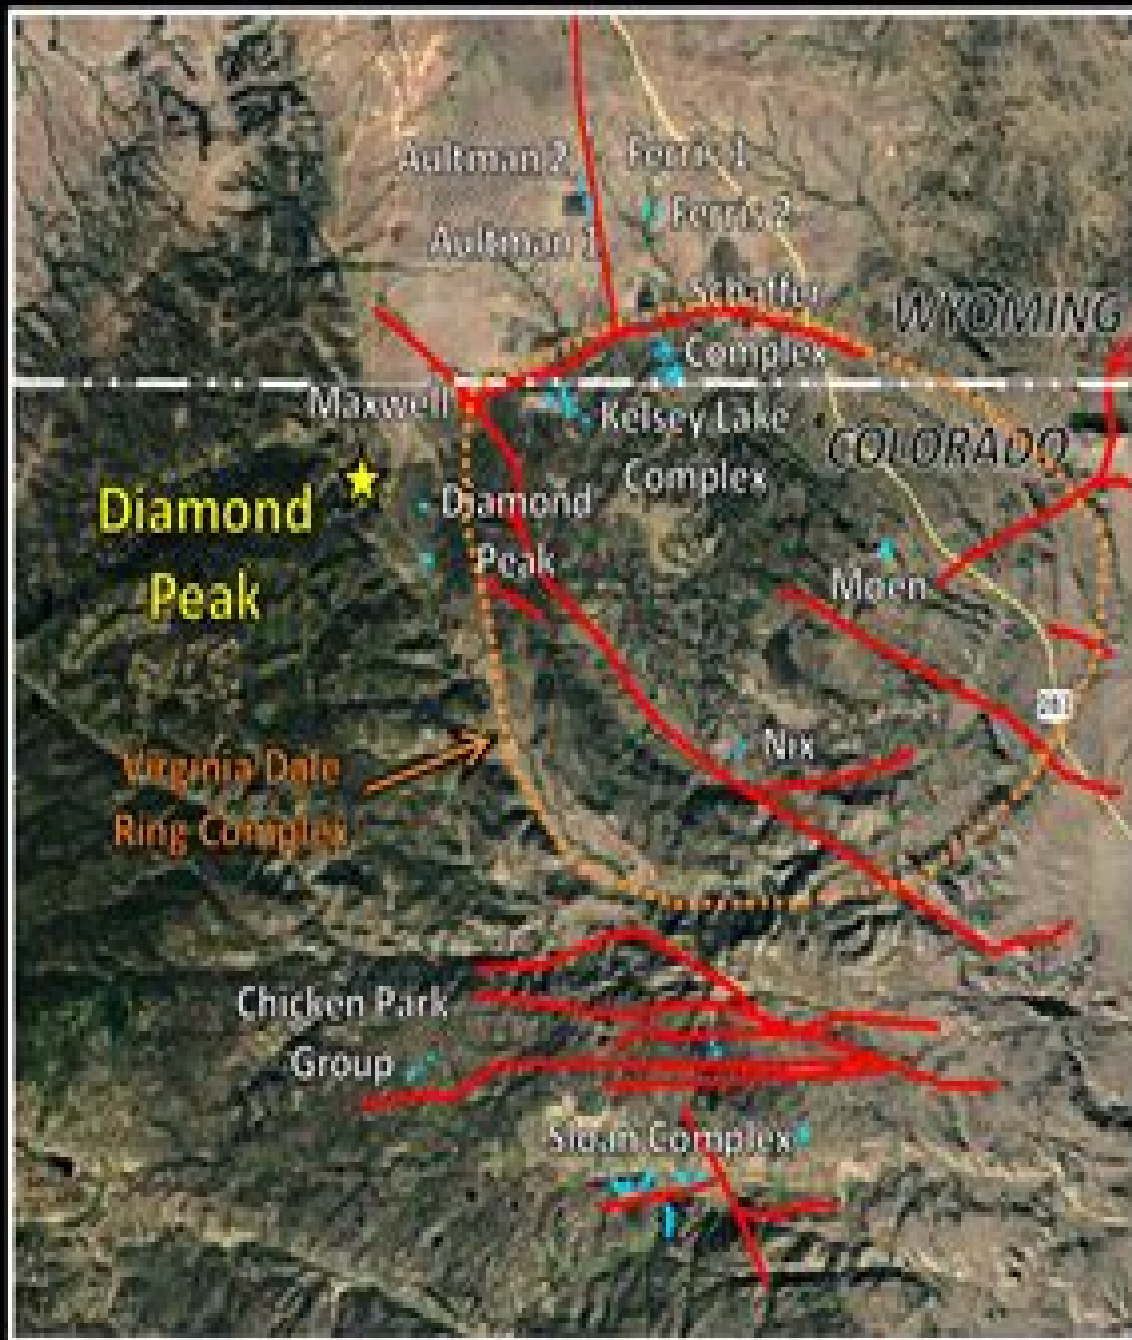 Aultman 2
Ferris 1
Ferris 2
Aultman 1
Schaffer
Complex
WYOMING
Maxwell
Kelsey Lake
Complex
COLORADO
Diamond
Peak
Diamond
Peak
Moen
287
Nix
Virginia Dale
Ring Complex
Chicken Park
Group
Sloan Complex